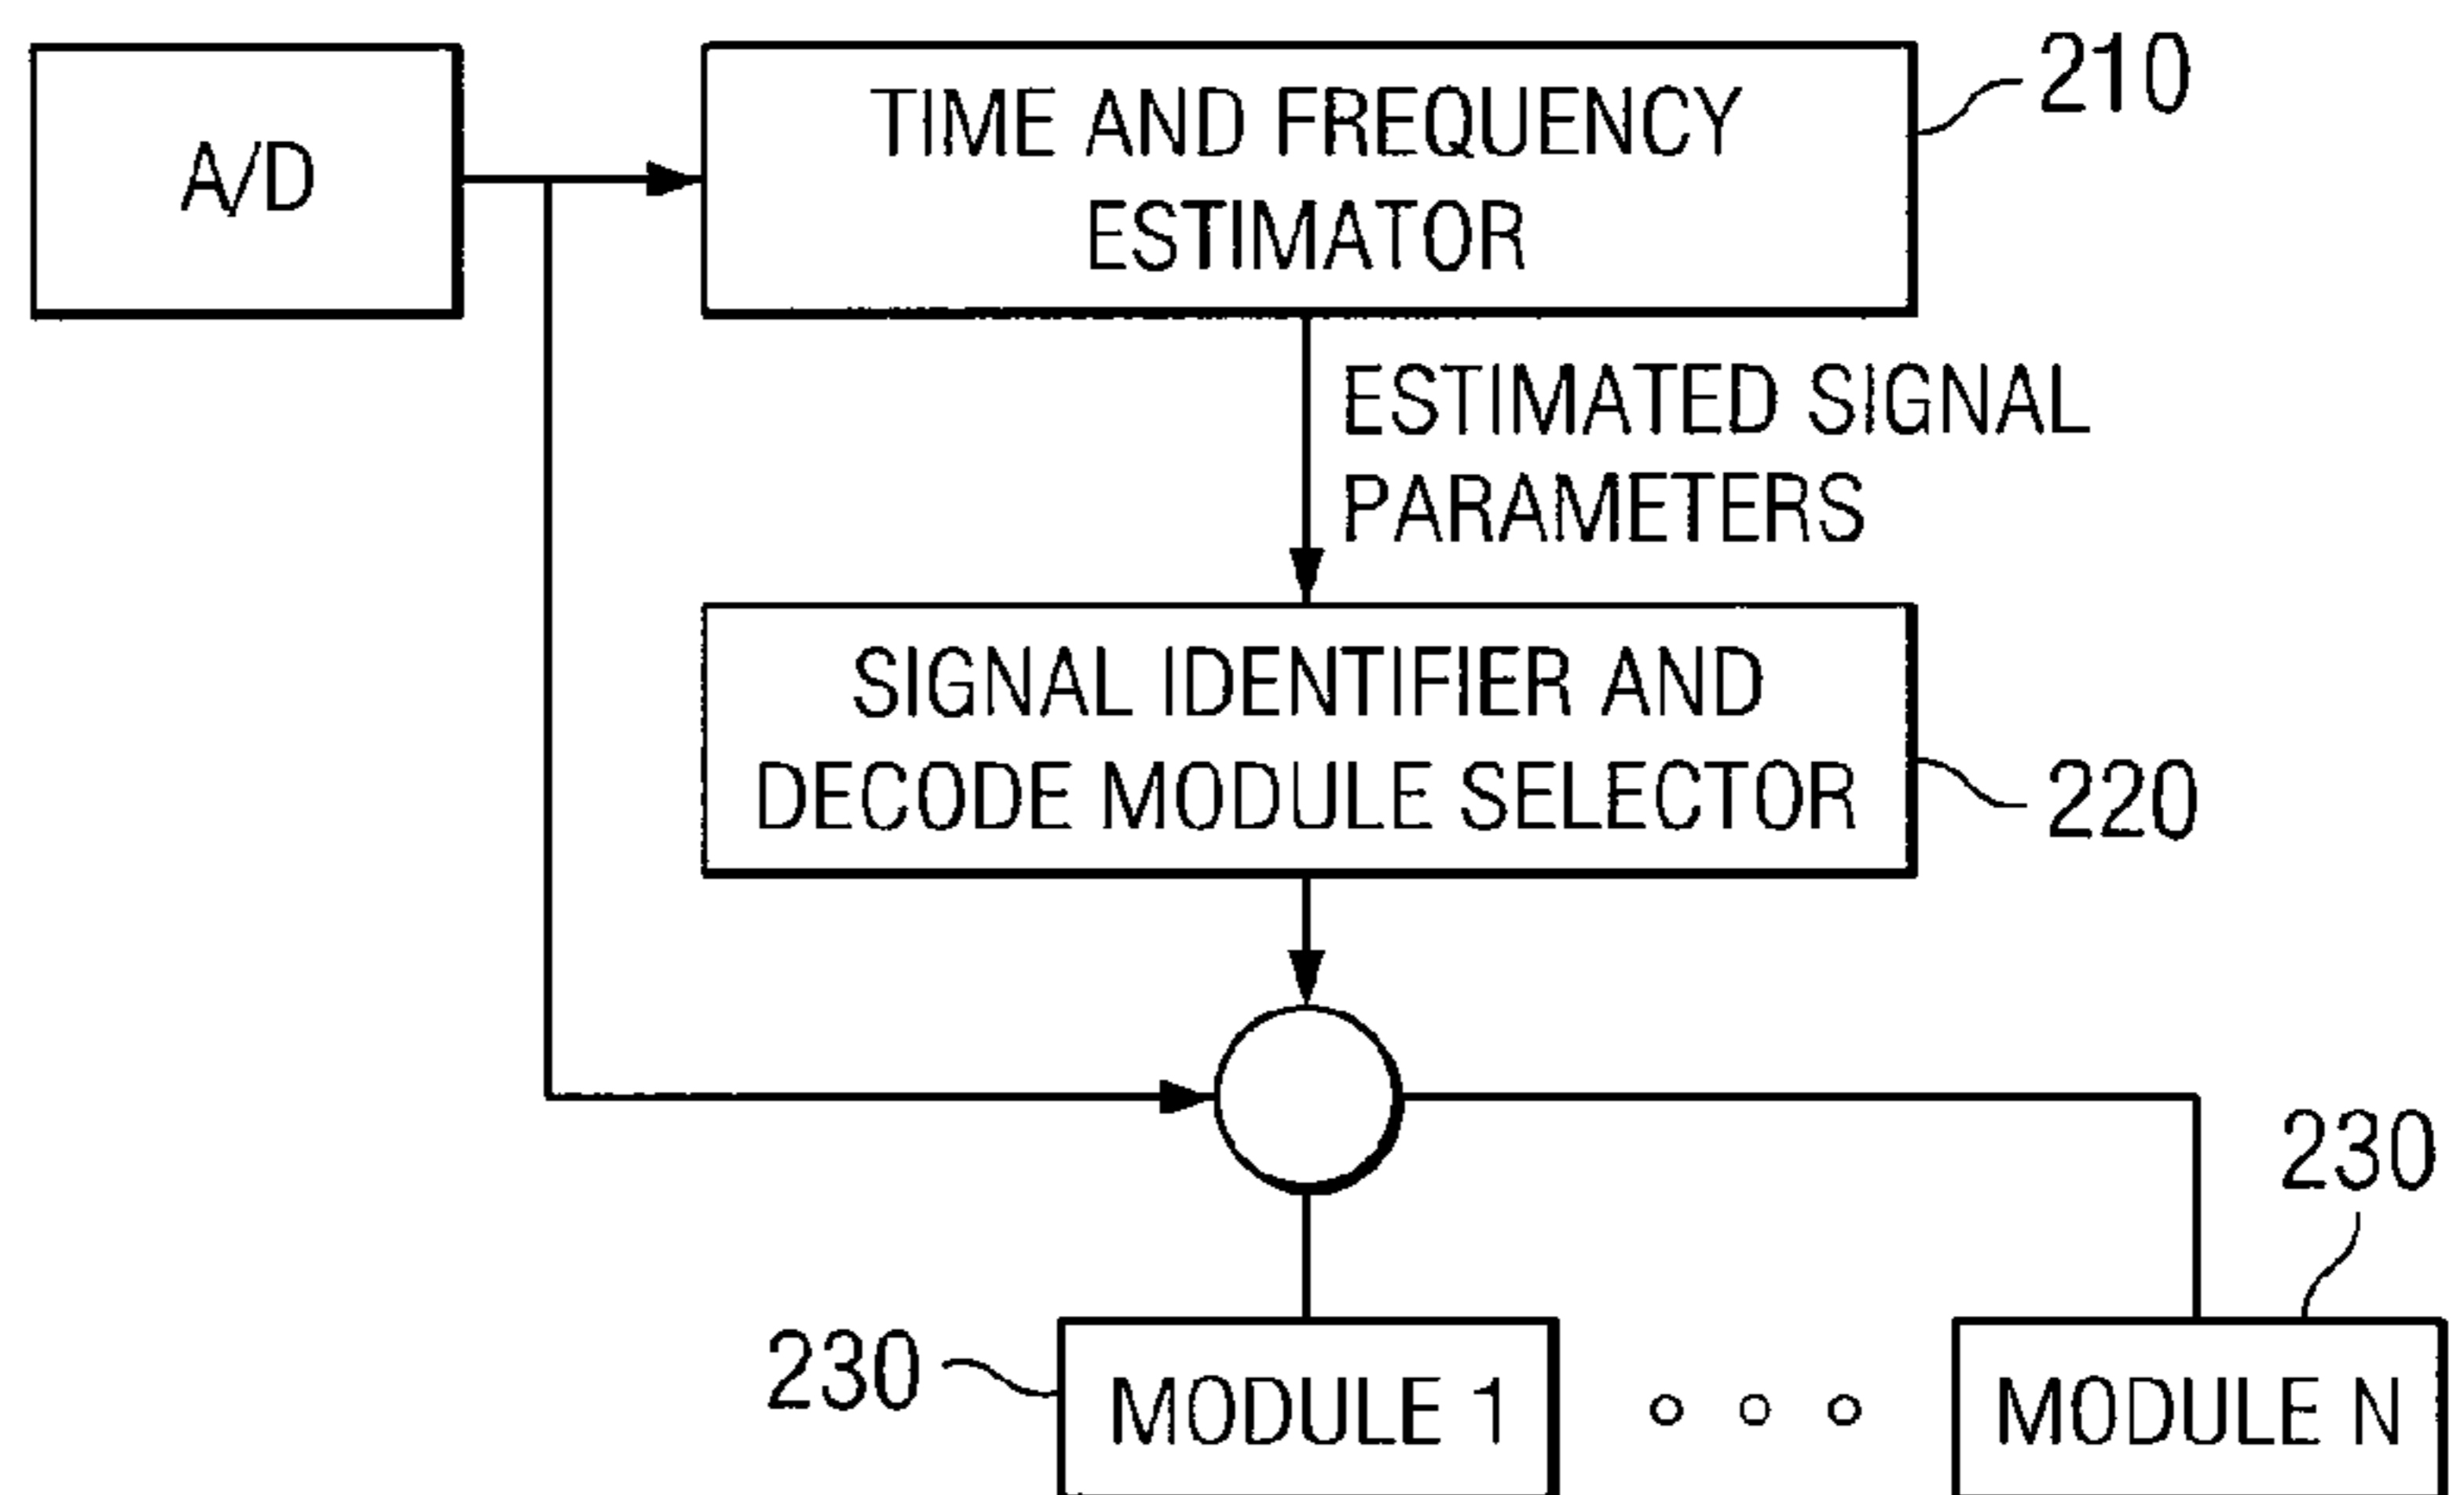 A/D
TIME AND FREQUENCY
ESTIMATOR
210
ESTIMATED SIGNAL
PARAMETERS
SIGNAL IDENTIFIER AND
DECODE MODULE SELECTOR
220
230
230
MODULE 1
MODULE N